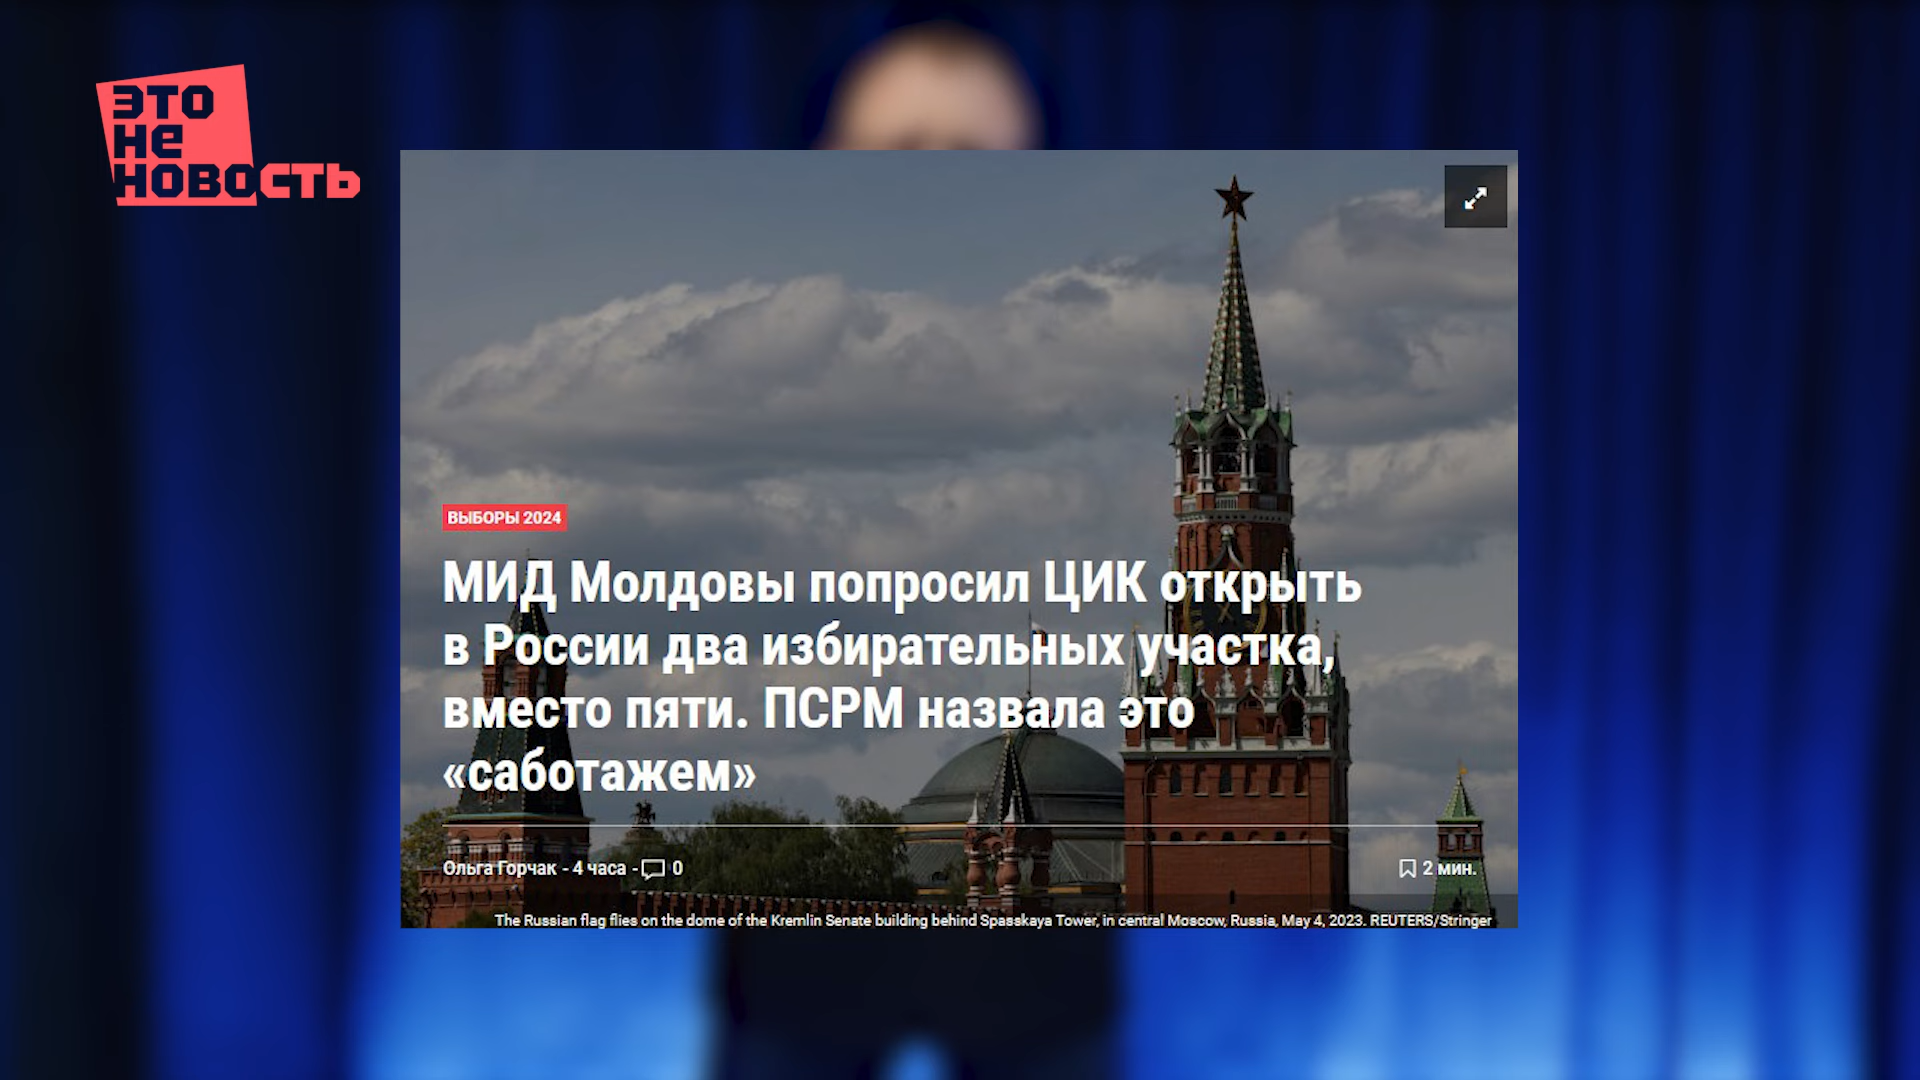 ЭТО
НЕ
НОВОСТЬ
ВЫБОРЫ 2024
МИД Молдовы попросил ЦИК открыть
в России два избирательных участка,
вместо пяти. ПСРМ назвала это
«саботажем»
Ольга Горчак - 4 часа - 0
2 мин.
The Russian flag flies on the dome of the Kremlin Senate building behind Spasskaya Tower, in central Moscow, Russia, May 4, 2023. REUTERS/Stringer